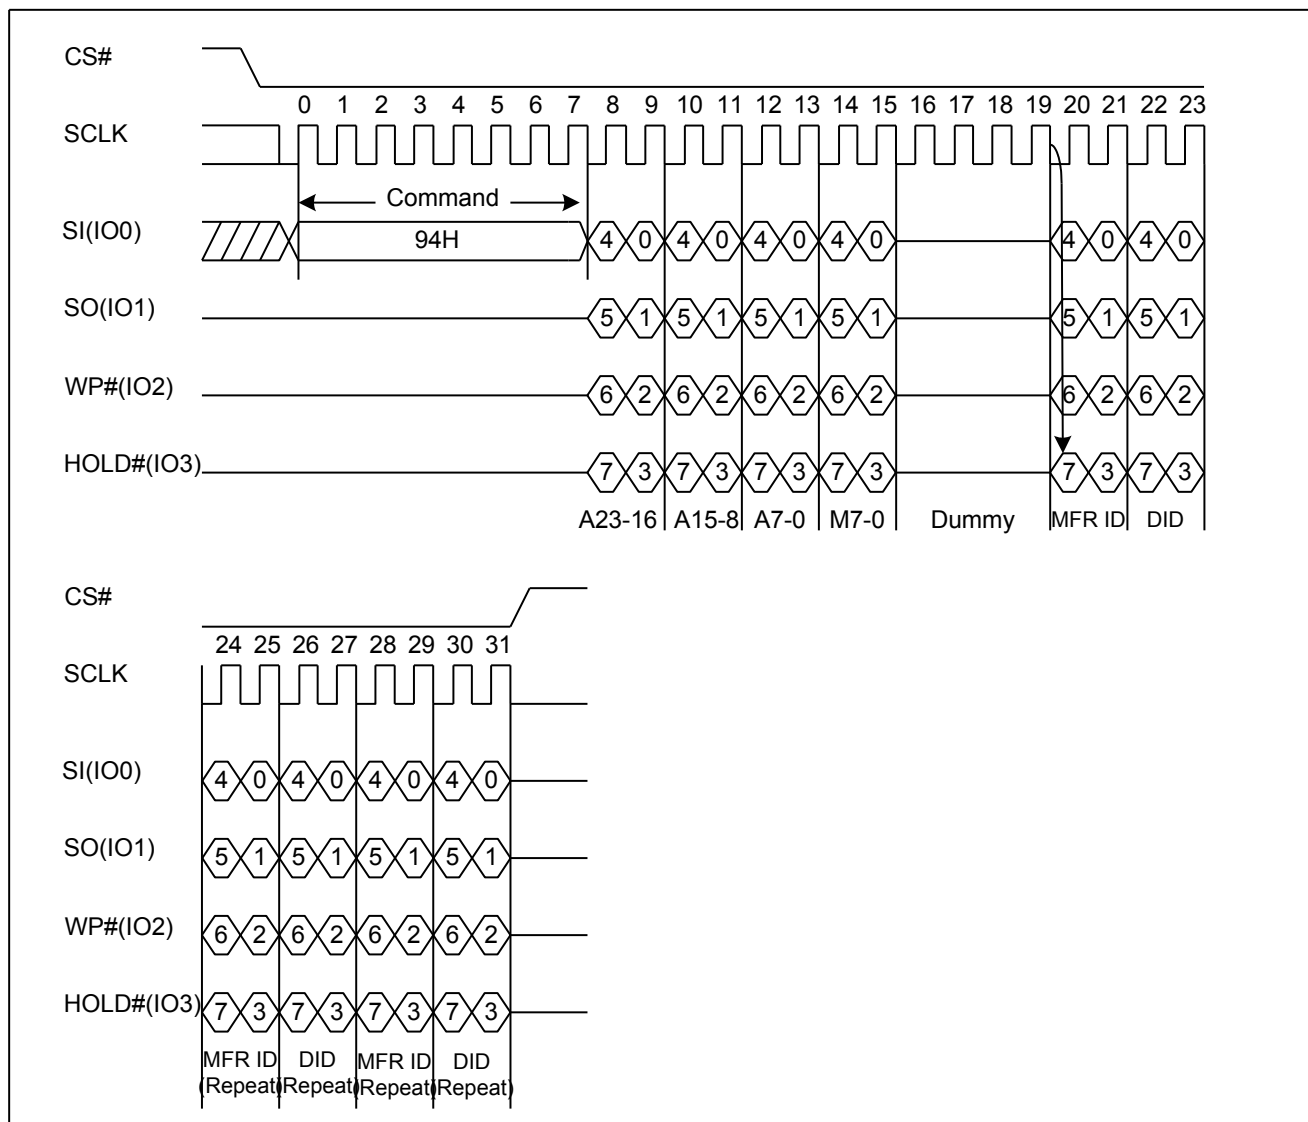 CS#
0 1 2 3 4 5 6 7 8 9 10 11 12 13 14 15 16 17 18 19 20 21 22 23
SCLK
Command
SI(IO0)
94H
4 0 4 0 4 0 4 0 4 0 4 0
SO(IO1)
5 1 5 1 5 1 5 1 5 1 5 1
WP#(IO2)
6 2 6 2 6 2 6 2 6 2 6 2
HOLD#(IO3)
7 3 7 3 7 3 7 3 7 3 7 3
A23-16 A15-8 A7-0 M7-0 Dummy MFR ID DID
CS#
24 25 26 27 28 29 30 31
SCLK
SI(IO0)
4 0 4 0 4 0 4 0
SO(IO1)
5 1 5 1 5 1 5 1
WP#(IO2)
6 2 6 2 6 2 6 2
HOLD#(IO3)
7 3 7 3 7 3 7 3
MFR ID DID MFR ID DID
(Repeat) (Repeat) (Repeat) (Repeat)